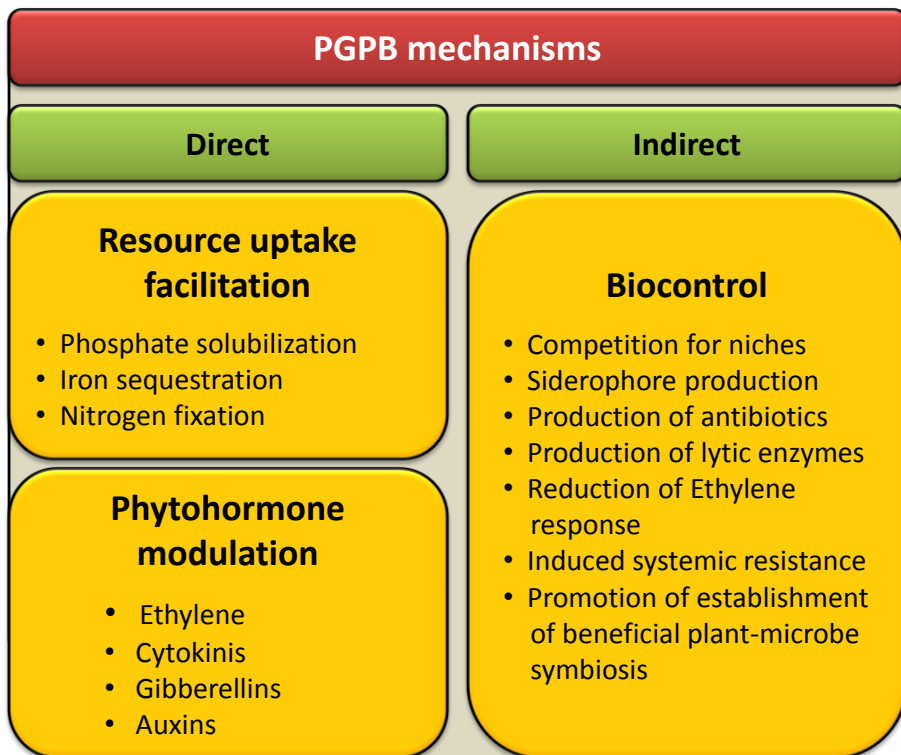 PGPB mechanisms
Direct
Resource uptake
facilitation
• Phosphate solubilization
• Iron sequestration
• Nitrogen fixation
Phytohormone
modulation
• Ethylene
• Cytokinis
• Gibberellins
• Auxins
Indirect
Biocontrol
• Competition for niches
• Siderophore production
• Production of antibiotics
• Production of lytic enzymes
• Reduction of Ethylene
response
• Induced systemic resistance
• Promotion of establishment
of beneficial plant-microbe
symbiosis